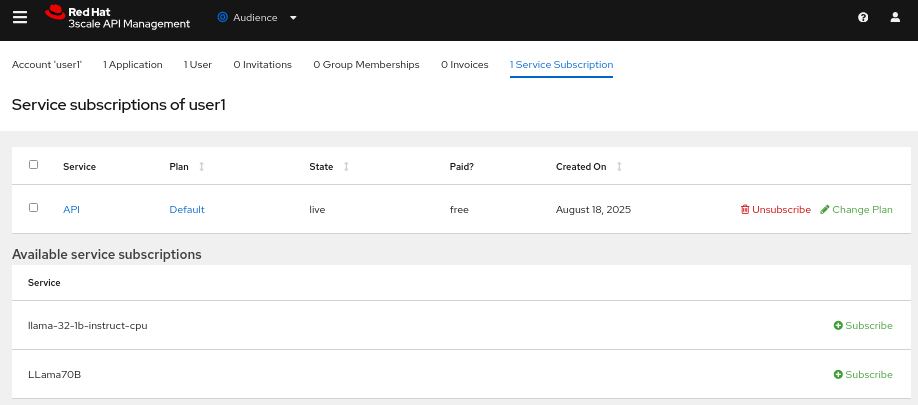 Red Hat
3scale API Management
Audience
Account 'user1' 1 Application 1 User 0 Invitations 0 Group Memberships 0 Invoices 1 Service Subscription
Service subscriptions of user1
Service Plan State Paid? Created On
API Default live free August 18, 2025 Unsubscribe Change Plan
Available service subscriptions
Service
llama-32-1b-instruct-cpu Subscribe
LLama70B Subscribe